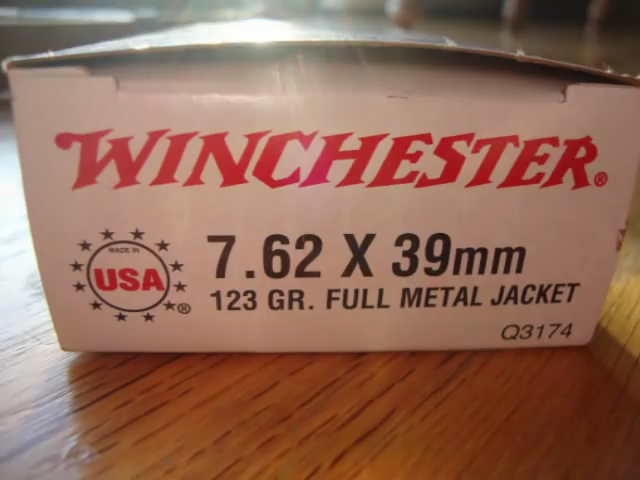 WINCHESTER®
MADE IN
USA
®
7.62 X 39mm
123 GR. FULL METAL JACKET
Q3174